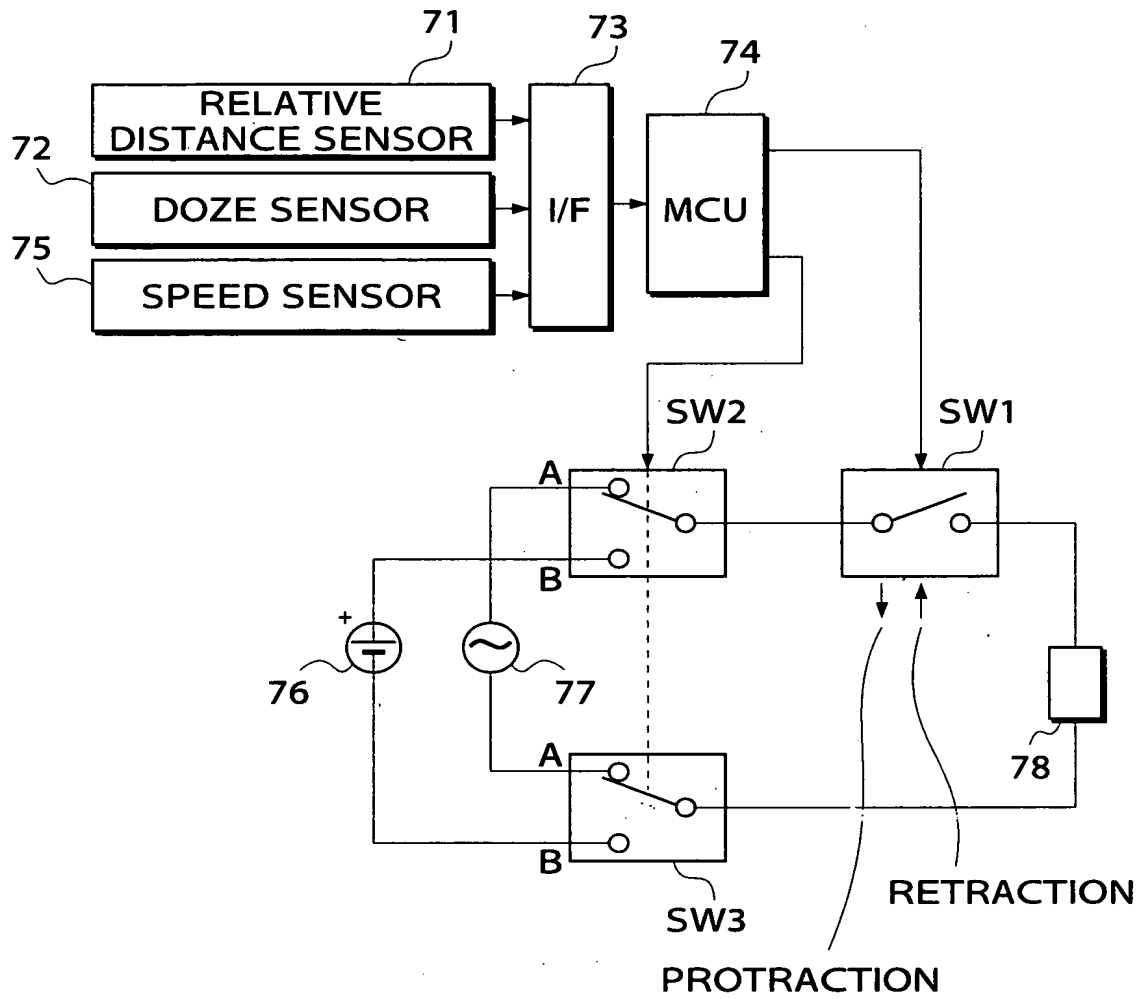 71
73
74
RELATIVE
DISTANCE SENSOR
72
DOZE SENSOR
I/F
MCU
75
SPEED SENSOR
SW2
SW1
A
B
+
76
77
78
A
B
SW3
RETRACTION
PROTRACTION